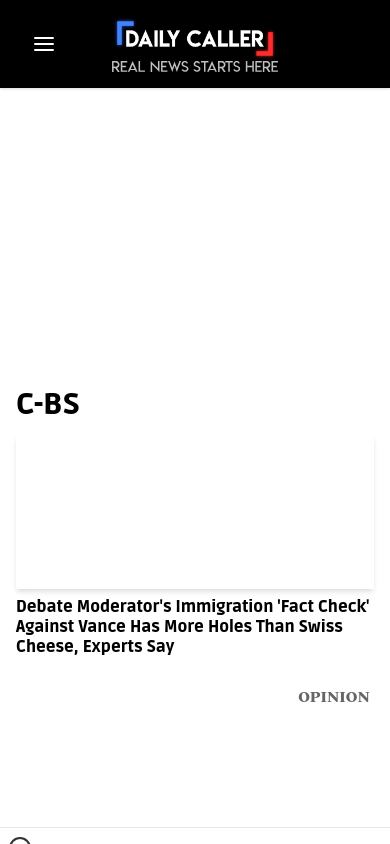 DAILY CALLER
REAL NEWS STARTS HERE
C-BS
Debate Moderator's Immigration 'Fact Check'
Against Vance Has More Holes Than Swiss
Cheese, Experts Say
OPINION